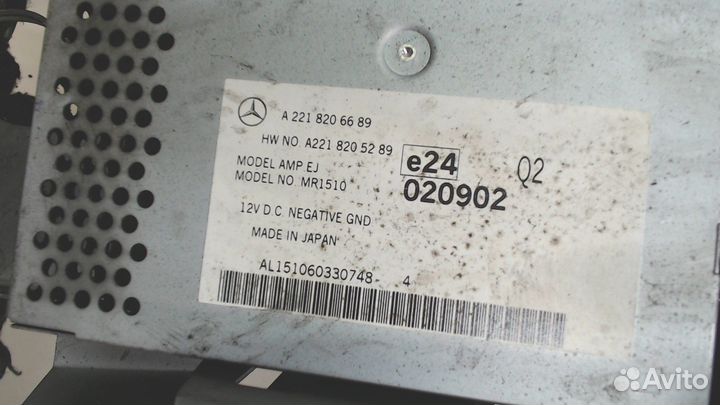 A 221 820 66 89
HW NO. A221 820 52 89
MODEL AMP EJ
MODEL NO. MR1510
e24
020902
Q2
12V D.C. NEGATIVE GND
MADE IN JAPAN
AL151060330748 4
Avito